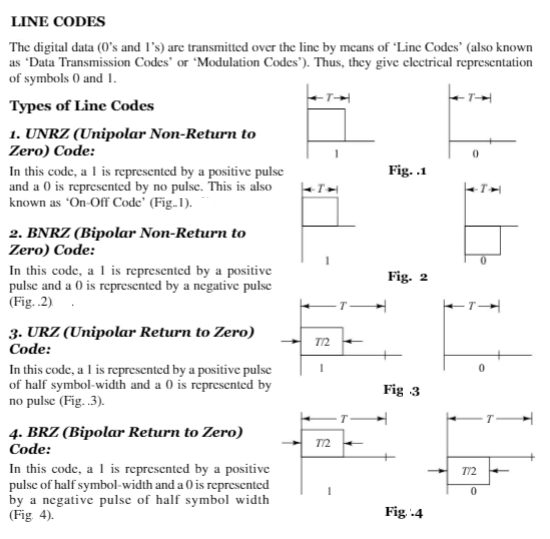 LINE CODES
The digital data (0's and 1's) are transmitted over the line by means of 'Line Codes' (also known
as 'Data Transmission Codes' or 'Modulation Codes'). Thus, they give electrical representation
of symbols 0 and 1.
Types of Line Codes
1. UNRZ (Unipolar Non-Return to
Zero) Code:
In this code, a 1 is represented by a positive pulse
and a 0 is represented by no pulse. This is also
known as 'On-Off Code' (Fig..1).
T
1
T
0
Fig. .1
2. BNRZ (Bipolar Non-Return to
Zero) Code:
In this code, a 1 is represented by a positive
pulse and a 0 is represented by a negative pulse
(Fig. .2) .
T
1
T
0
Fig. 2
3. URZ (Unipolar Return to Zero)
Code:
In this code, a 1 is represented by a positive pulse
of half symbol-width and a 0 is represented by
no pulse (Fig. .3).
T
T/2
1
T
0
Fig .3
4. BRZ (Bipolar Return to Zero)
Code:
In this code, a 1 is represented by a positive
pulse of half symbol-width and a 0 is represented
by a negative pulse of half symbol width
(Fig 4).
T
T/2
1
T
T/2
0
Fig .4